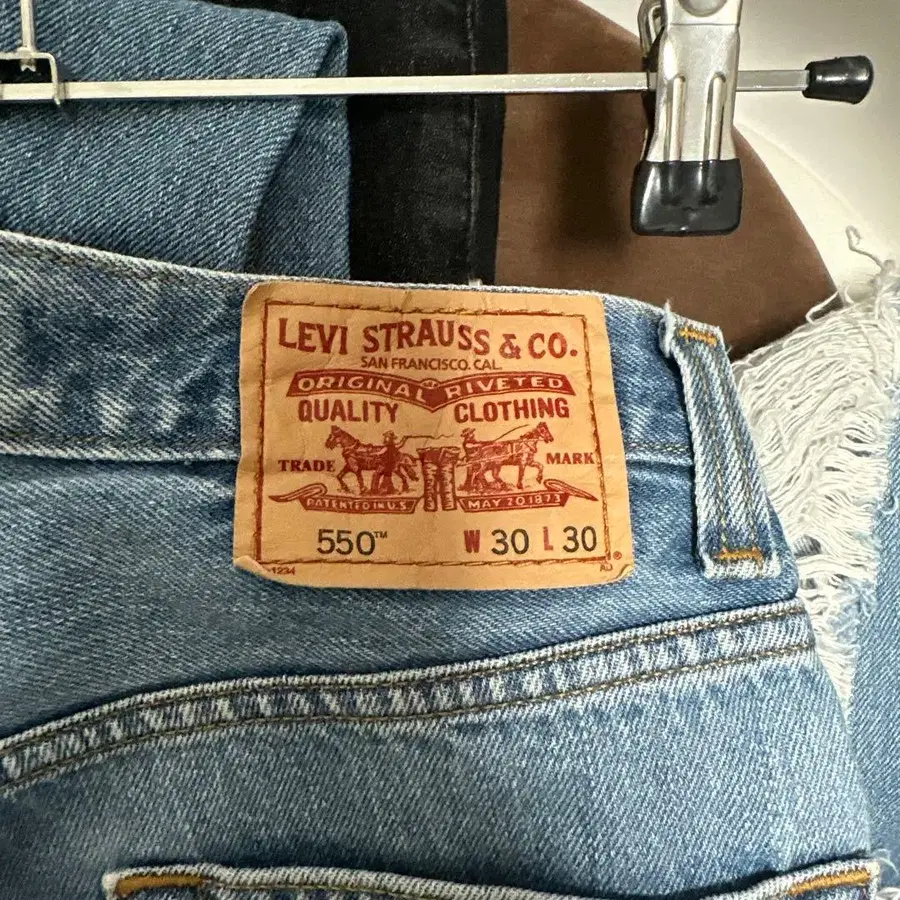 LEVI STRAUSS & CO.
SAN FRANCISCO. CAL.
ORIGINAL RIVETED
QUALITY CLOTHING
TRADE MARK
PATENTED IN U.S. MAY 20 1873
550™ W 30 L 30
1234 ®